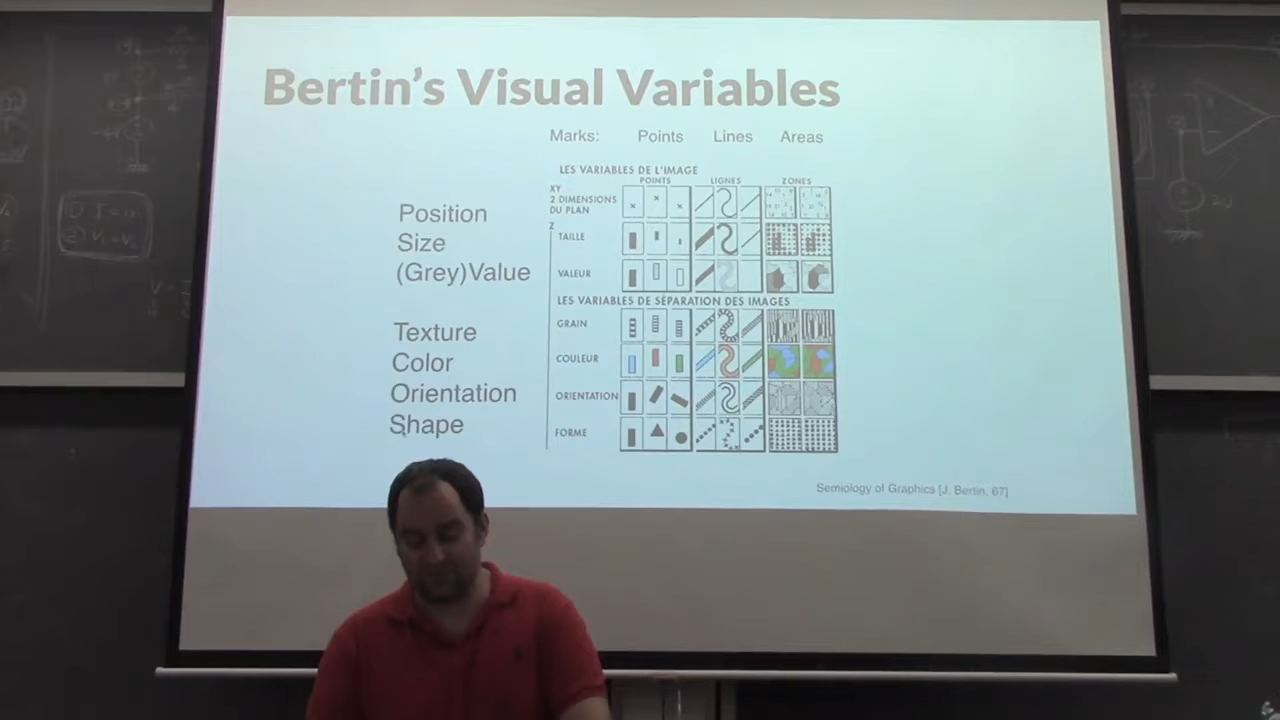 Bertin's Visual Variables
Marks: Points Lines Areas
LES VARIABLES DE L'IMAGE
POINTS LIGNES ZONES
XY
2 DIMENSIONS
DU PLAN
Z
TAILLE
VALEUR
LES VARIABLES DE SÉPARATION DES IMAGES
GRAIN
COULEUR
ORIENTATION
FORME
Position
Size
(Grey)Value
Texture
Color
Orientation
Shape
Semiology of Graphics [J. Bertin, 67]